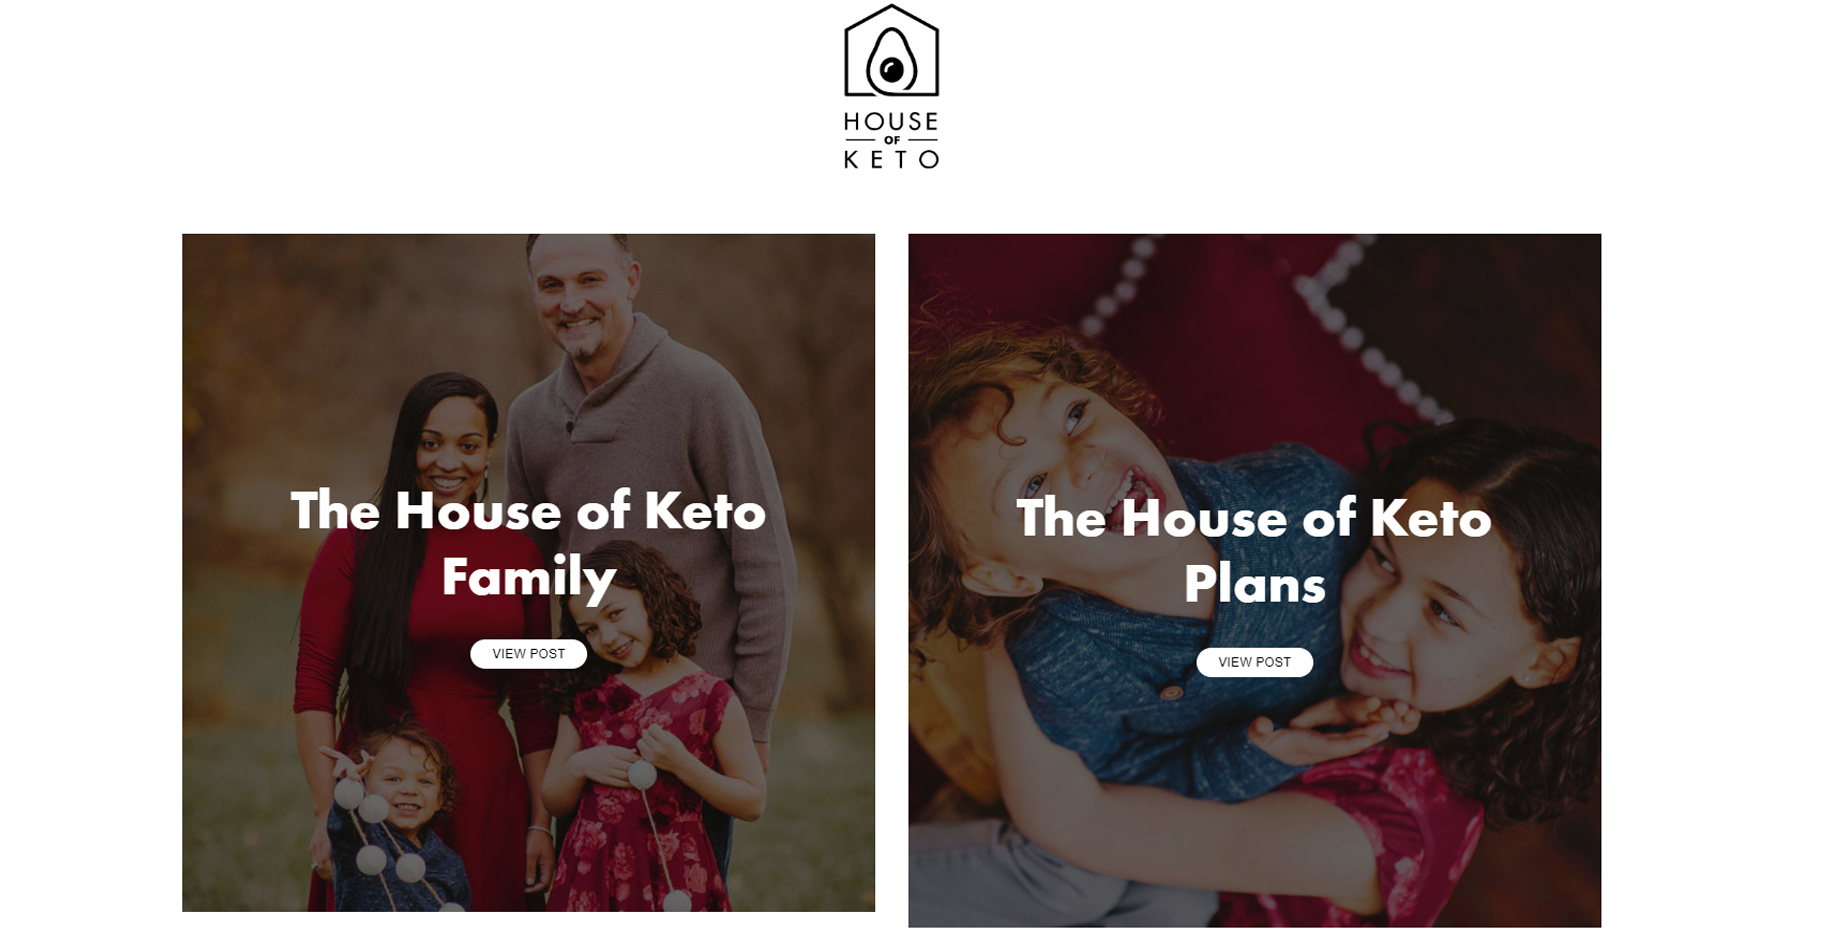 HOUSE
OF
KETO
The House of Keto
Family
VIEW POST
The House of Keto
Plans
VIEW POST